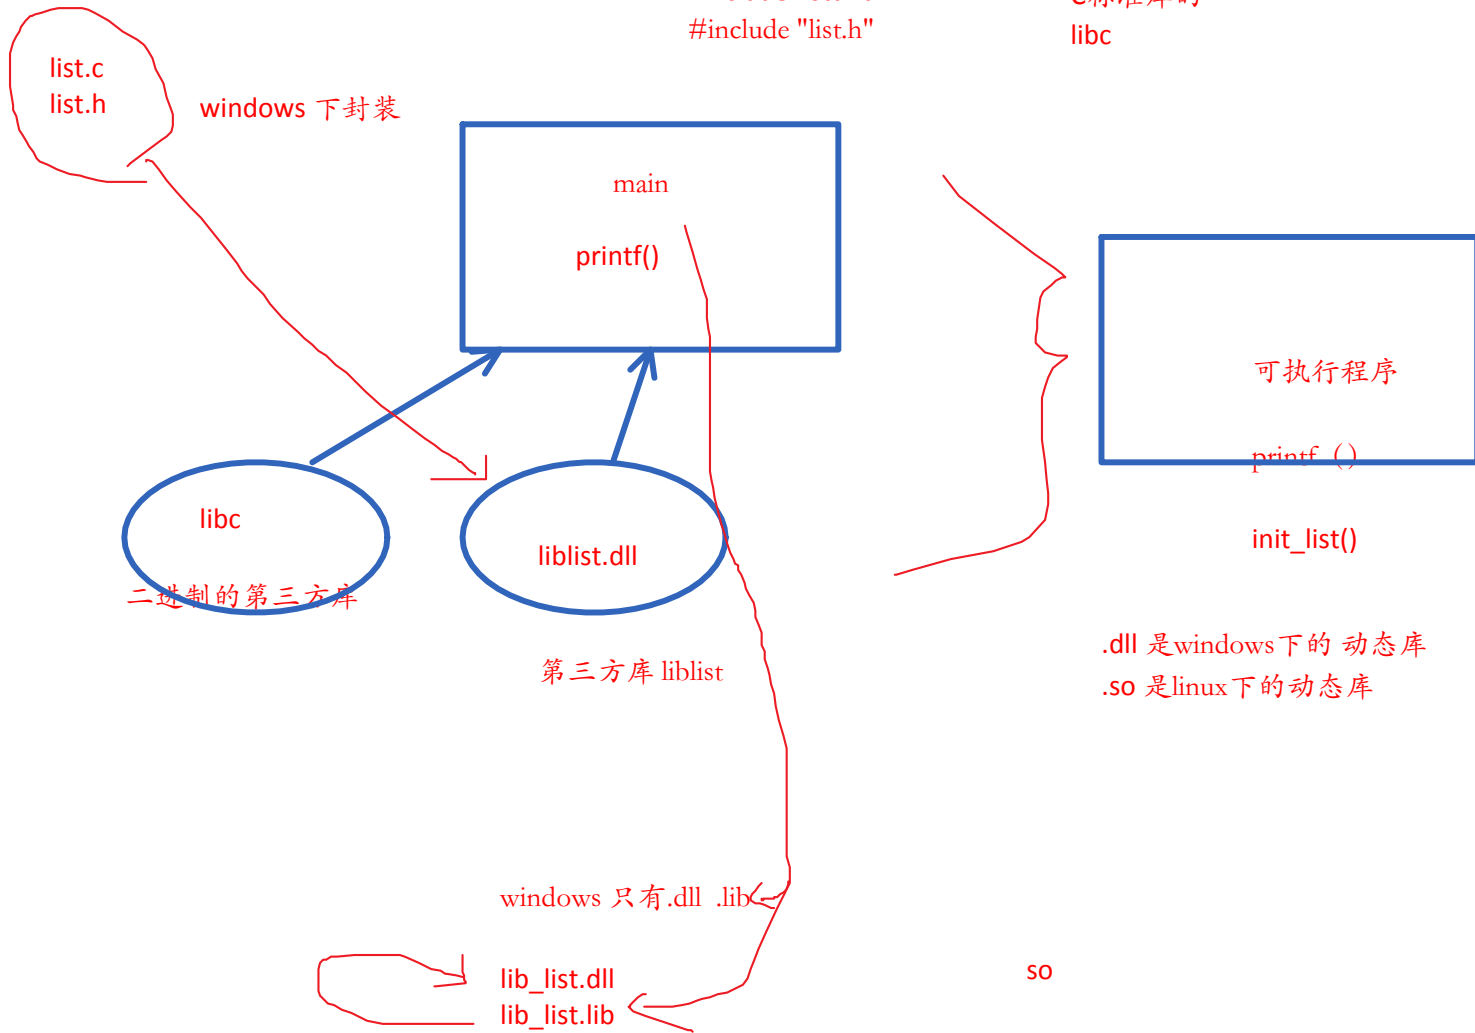 #include "list.h"
libc
list.c
list.h
windows 下封装
main
printf()
可执行程序
printf（）
init_list()
libc
二进制的第三方库
liblist.dll
第三方库 liblist
.dll 是windows下的 动态库
.so 是linux下的动态库
windows 只有.dll .lib
lib_list.dll
lib_list.lib
so